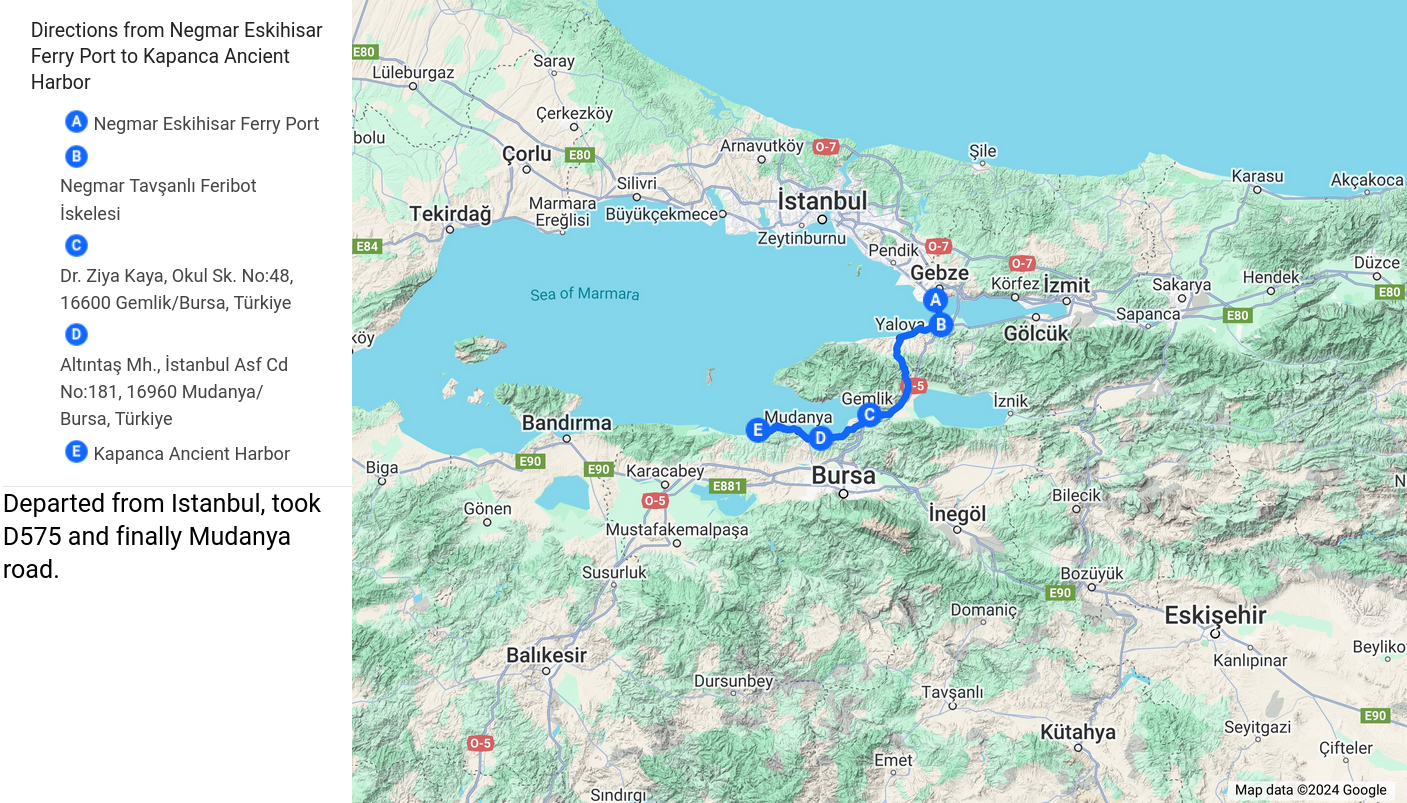 Directions from Negmar Eskihisar
Ferry Port to Kapanca Ancient
Harbor
A Negmar Eskihisar Ferry Port
B
Negmar Tavşanlı Feribot
İskelesi
C
Dr. Ziya Kaya, Okul Sk. No:48,
16600 Gemlik/Bursa, Türkiye
D
Altıntaş Mh., İstanbul Asf Cd
No:181, 16960 Mudanya/
Bursa, Türkiye
E Kapanca Ancient Harbor
Departed from Istanbul, took
D575 and finally Mudanya
road.
E80
Lüleburgaz
Saray
Çerkezköy
bolu
Çorlu
E80
Arnavutköy
O-7
Şile
Silivri
Karasu
Akçakoca
Tekirdağ
Marmara
Ereğlisi
Büyükçekmece
İstanbul
Zeytinburnu
E84
Pendik
O-7
Gebze
O-7
Körfez
İzmit
Sakarya
Hendek
Düzce
E80
Sea of Marmara
A
Yalova
B
Gölcük
Sapanca
E80
köy
-5
Gemlik
C
İznik
Bandırma
E
Mudanya
D
Biga
E90
E90
Karacabey
E881
Bursa
O-5
Gönen
Mustafakemalpaşa
İnegöl
Bilecik
N
Susurluk
Bozüyük
E90
Domaniç
Eskişehir
Balıkesir
Kanlıpınar
Beyliko
Dursunbey
Tavşanlı
O-5
Kütahya
Seyitgazi
E90
Çifteler
Emet
Sındırgı
Map data ©2024 Google